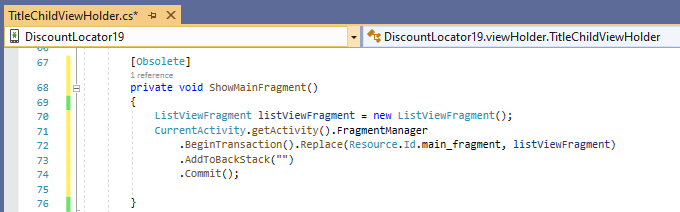 TitleChildViewHolder.cs*
DiscountLocator19 DiscountLocator19.viewHolder.TitleChildViewHolder
66
67 [Obsolete]
1 reference
68 private void ShowMainFragment()
69 {
70 ListViewFragment listViewFragment = new ListViewFragment();
71 CurrentActivity.getActivity().FragmentManager
72 .BeginTransaction().Replace(Resource.Id.main_fragment, listViewFragment)
73 .AddToBackStack("")
74 .Commit();
75
76 }